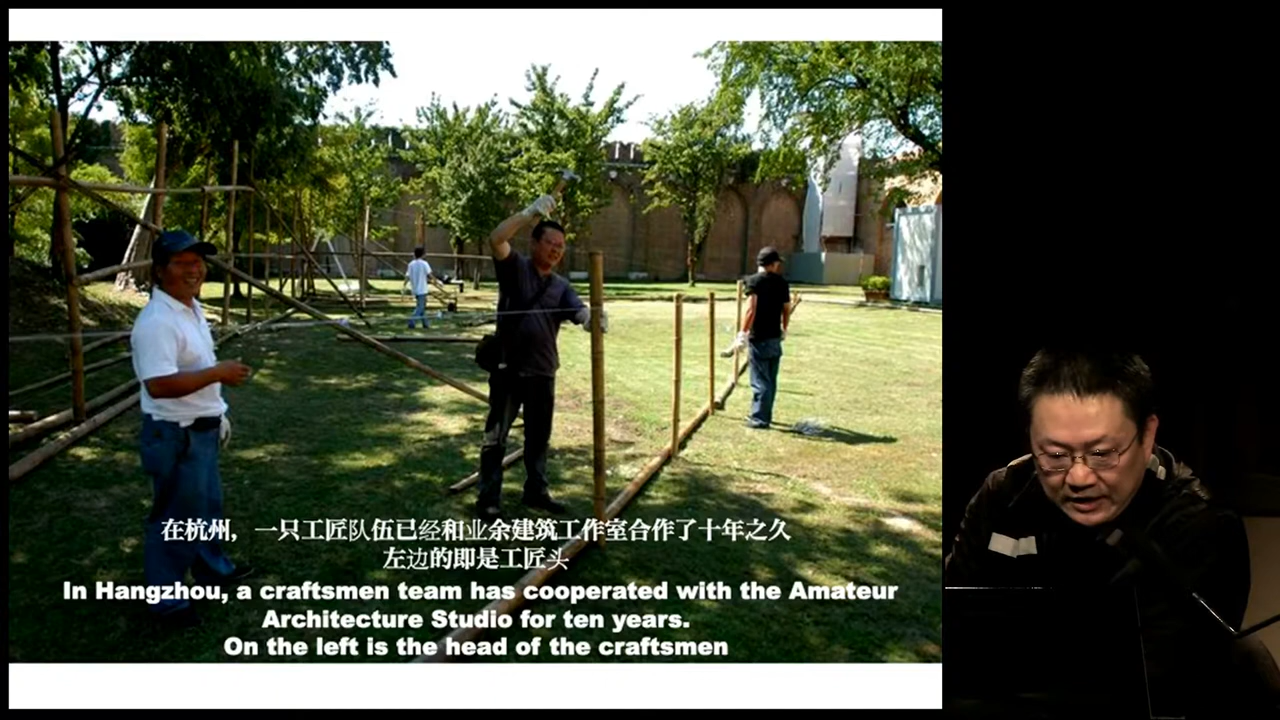 在杭州，一只工匠队伍已经和业余建筑工作室合作了十年之久
左边的即是工匠头
In Hangzhou, a craftsmen team has cooperated with the Amateur
Architecture Studio for ten years.
On the left is the head of the craftsmen